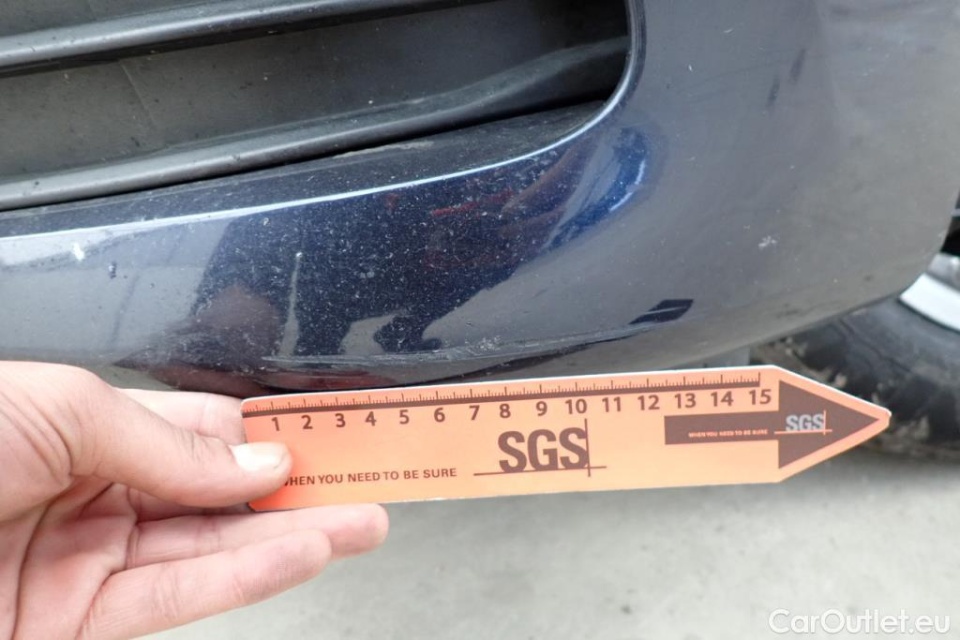 1 2 3 4 5 6 7 8 9 10 11 12 13 14 15
WHEN YOU NEED TO BE SURE
SGS
WHEN YOU NEED TO BE SURE
SGS
CarOutlet.eu